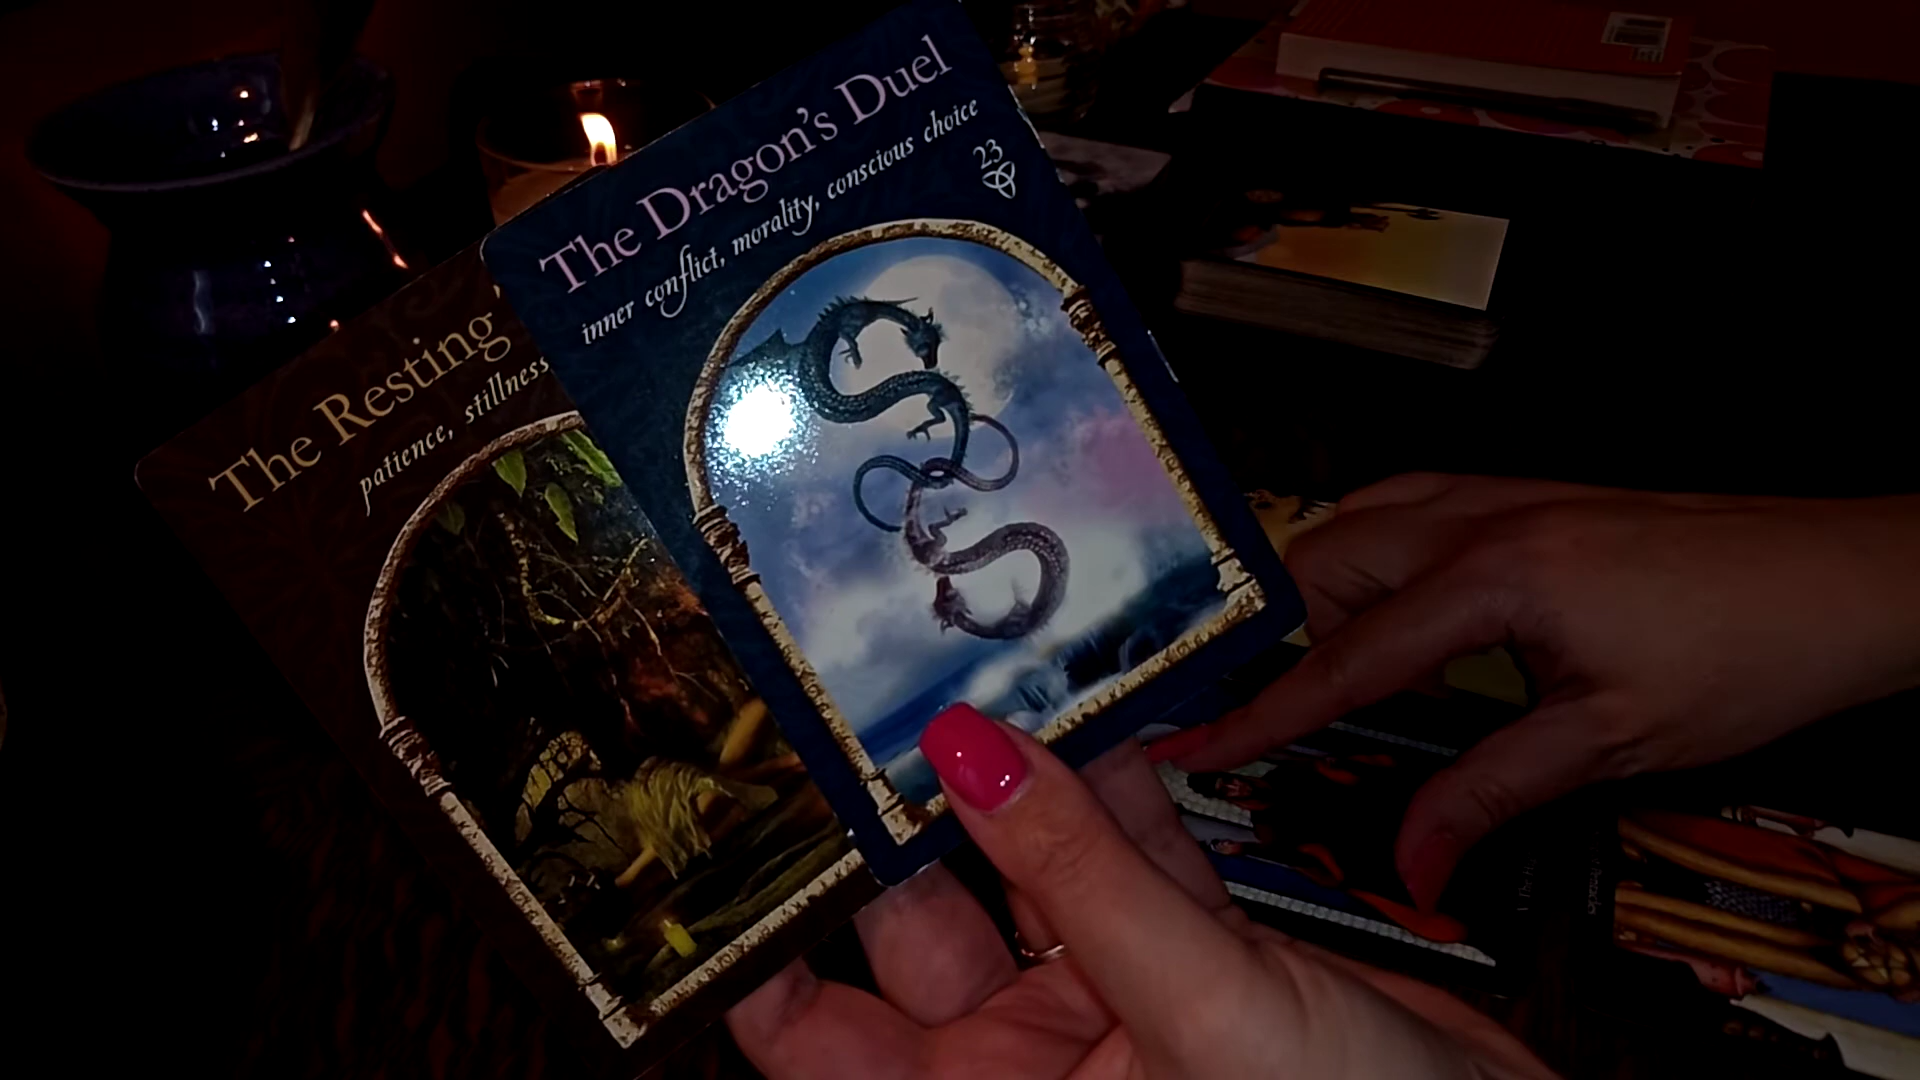 The Dragon's Duel
inner conflict, morality, conscious choice
23
The Resting
patience, stillness